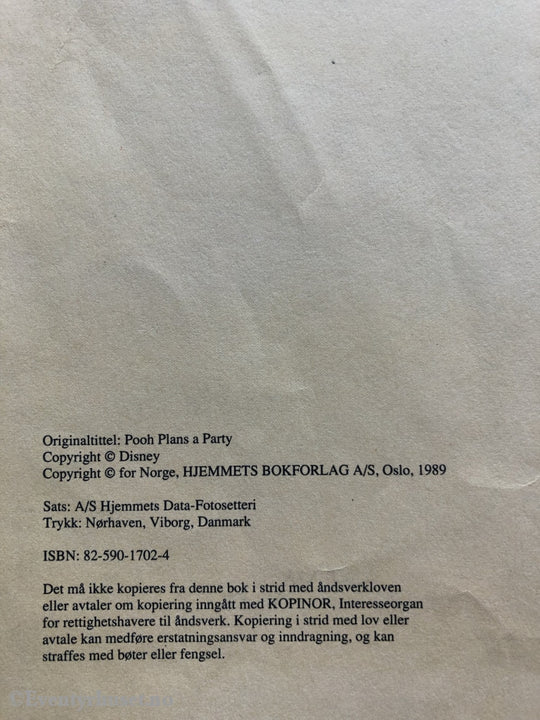 Originaltittel: Pooh Plans a Party
Copyright © Disney
Copyright © for Norge, HJEMMETS BOKFORLAG A/S, Oslo, 1989
Sats: A/S Hjemmets Data-Fotosetteri
Trykk: Nørhaven, Viborg, Danmark
ISBN: 82-590-1702-4
Det må ikke kopieres fra denne bok i strid med åndsverkloven
eller avtaler om kopiering inngått med KOPINOR, Interesseorgan
for rettighetshavere til åndsverk. Kopiering i strid med lov eller
avtale kan medføre erstatningsansvar og inndragning, og kan
straffes med bøter eller fengsel.